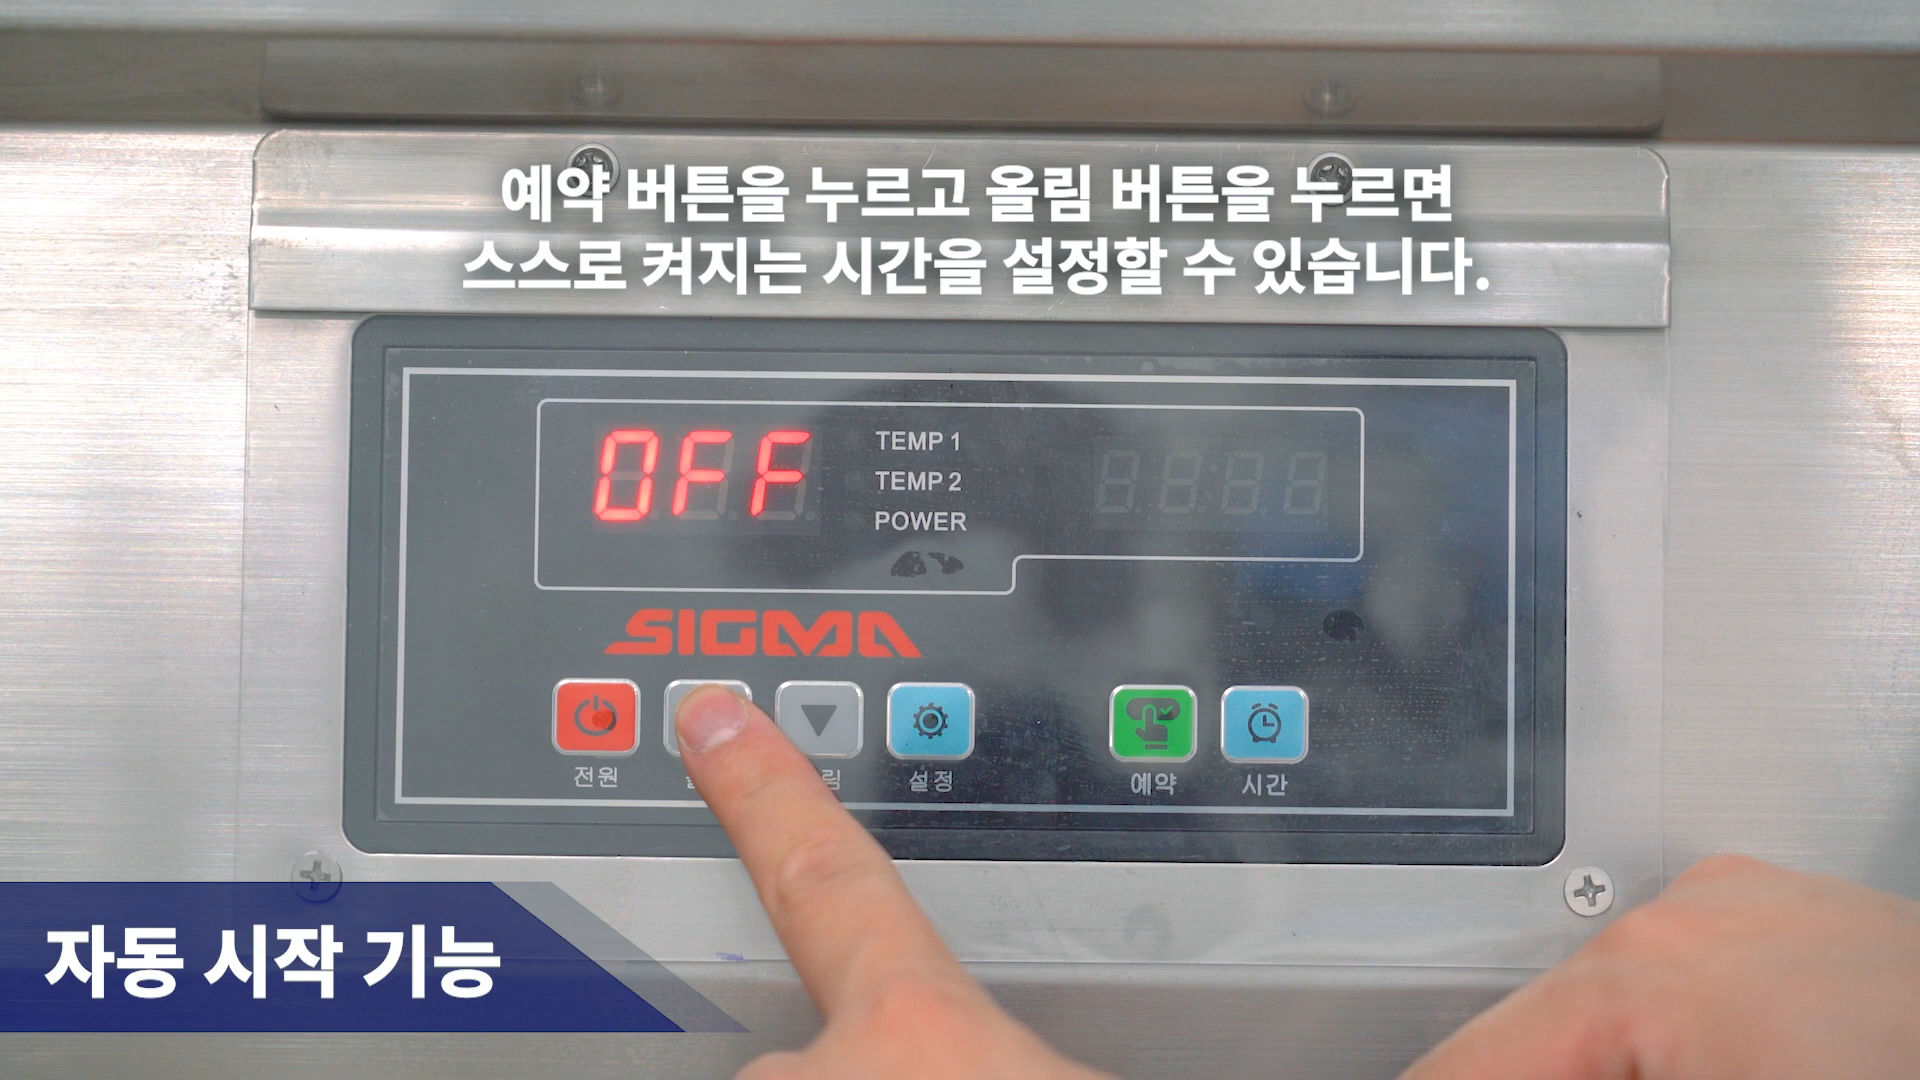 예약 버튼을 누르고 올림 버튼을 누르면
스스로 켜지는 시간을 설정할 수 있습니다.
OFF
TEMP 1
TEMP 2
POWER
SIGMA
전원
설정
예약
시간
자동 시작 기능